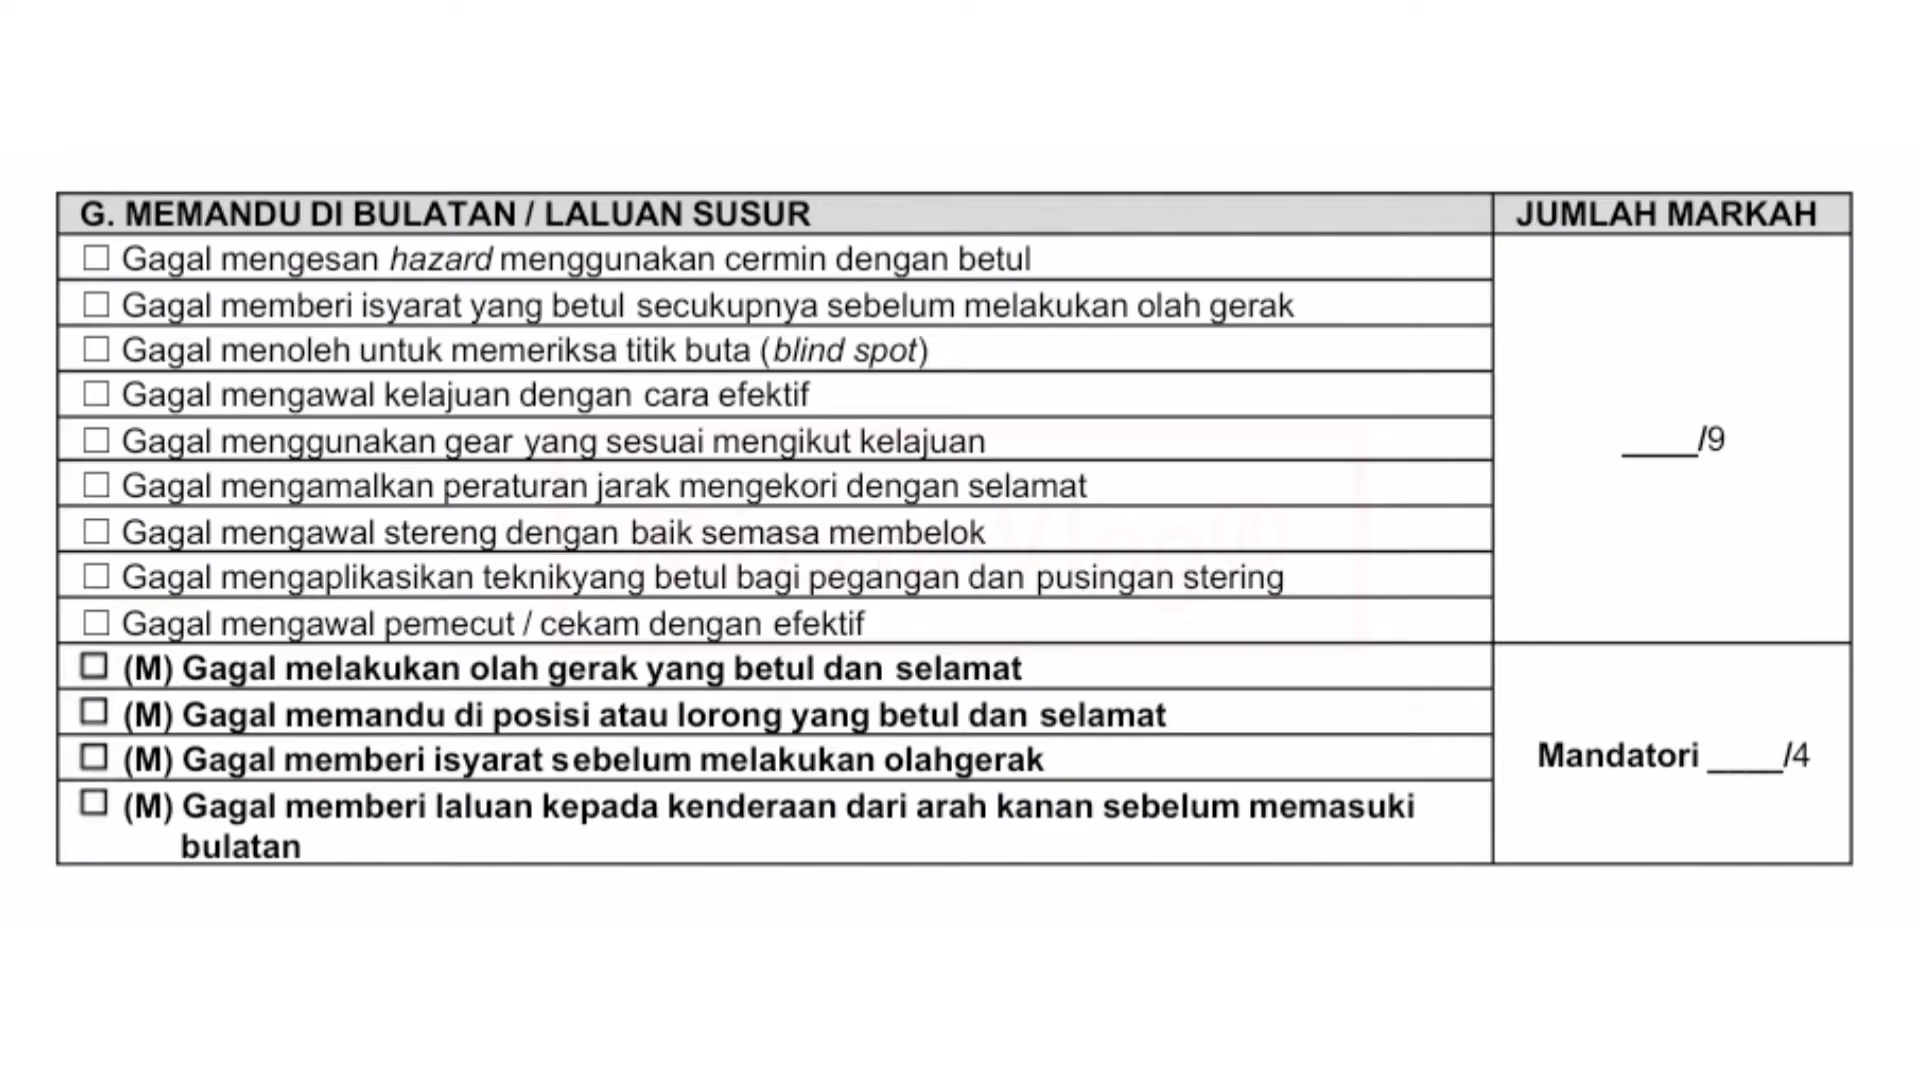 G. MEMANDU DI BULATAN / LALUAN SUSUR
JUMLAH MARKAH
☐ Gagal mengesan hazard menggunakan cermin dengan betul
☐ Gagal memberi isyarat yang betul secukupnya sebelum melakukan olah gerak
☐ Gagal menoleh untuk memeriksa titik buta (blind spot)
☐ Gagal mengawal kelajuan dengan cara efektif
☐ Gagal menggunakan gear yang sesuai mengikut kelajuan
☐ Gagal mengamalkan peraturan jarak mengekori dengan selamat
☐ Gagal mengawal stereng dengan baik semasa membelok
☐ Gagal mengaplikasikan teknikyang betul bagi pegangan dan pusingan stering
☐ Gagal mengawal pemecut / cekam dengan efektif
____/9
☐ (M) Gagal melakukan olah gerak yang betul dan selamat
☐ (M) Gagal memandu di posisi atau lorong yang betul dan selamat
☐ (M) Gagal memberi isyarat sebelum melakukan olahgerak
☐ (M) Gagal memberi laluan kepada kenderaan dari arah kanan sebelum memasuki
bulatan
Mandatori ____/4